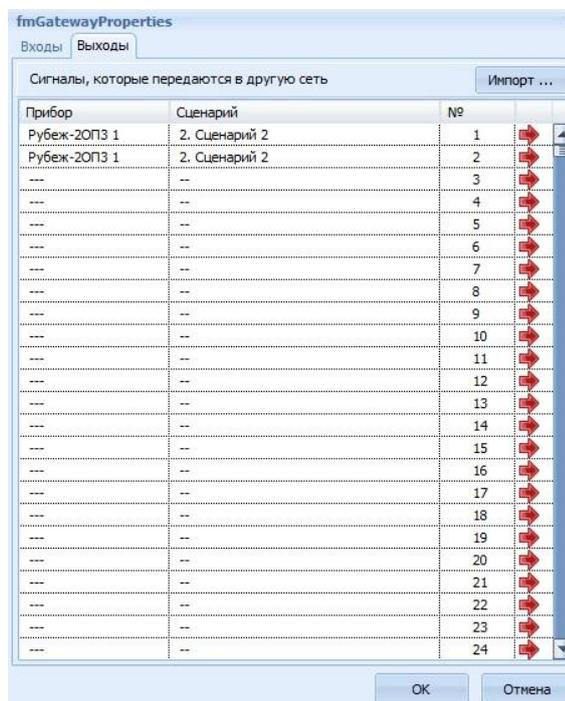 fmGatewayProperties
Входы Выходы
Сигналы, которые передаются в другую сеть Импорт ...
Прибор Сценарий №
Рубеж-2ОП3 1 2. Сценарий 2 1
Рубеж-2ОП3 1 2. Сценарий 2 2
--- -- 3
--- -- 4
--- -- 5
--- -- 6
--- -- 7
--- -- 8
--- -- 9
--- -- 10
--- -- 11
--- -- 12
--- -- 13
--- -- 14
--- -- 15
--- -- 16
--- -- 17
--- -- 18
--- -- 19
--- -- 20
--- -- 21
--- -- 22
--- -- 23
--- -- 24
OK Отмена